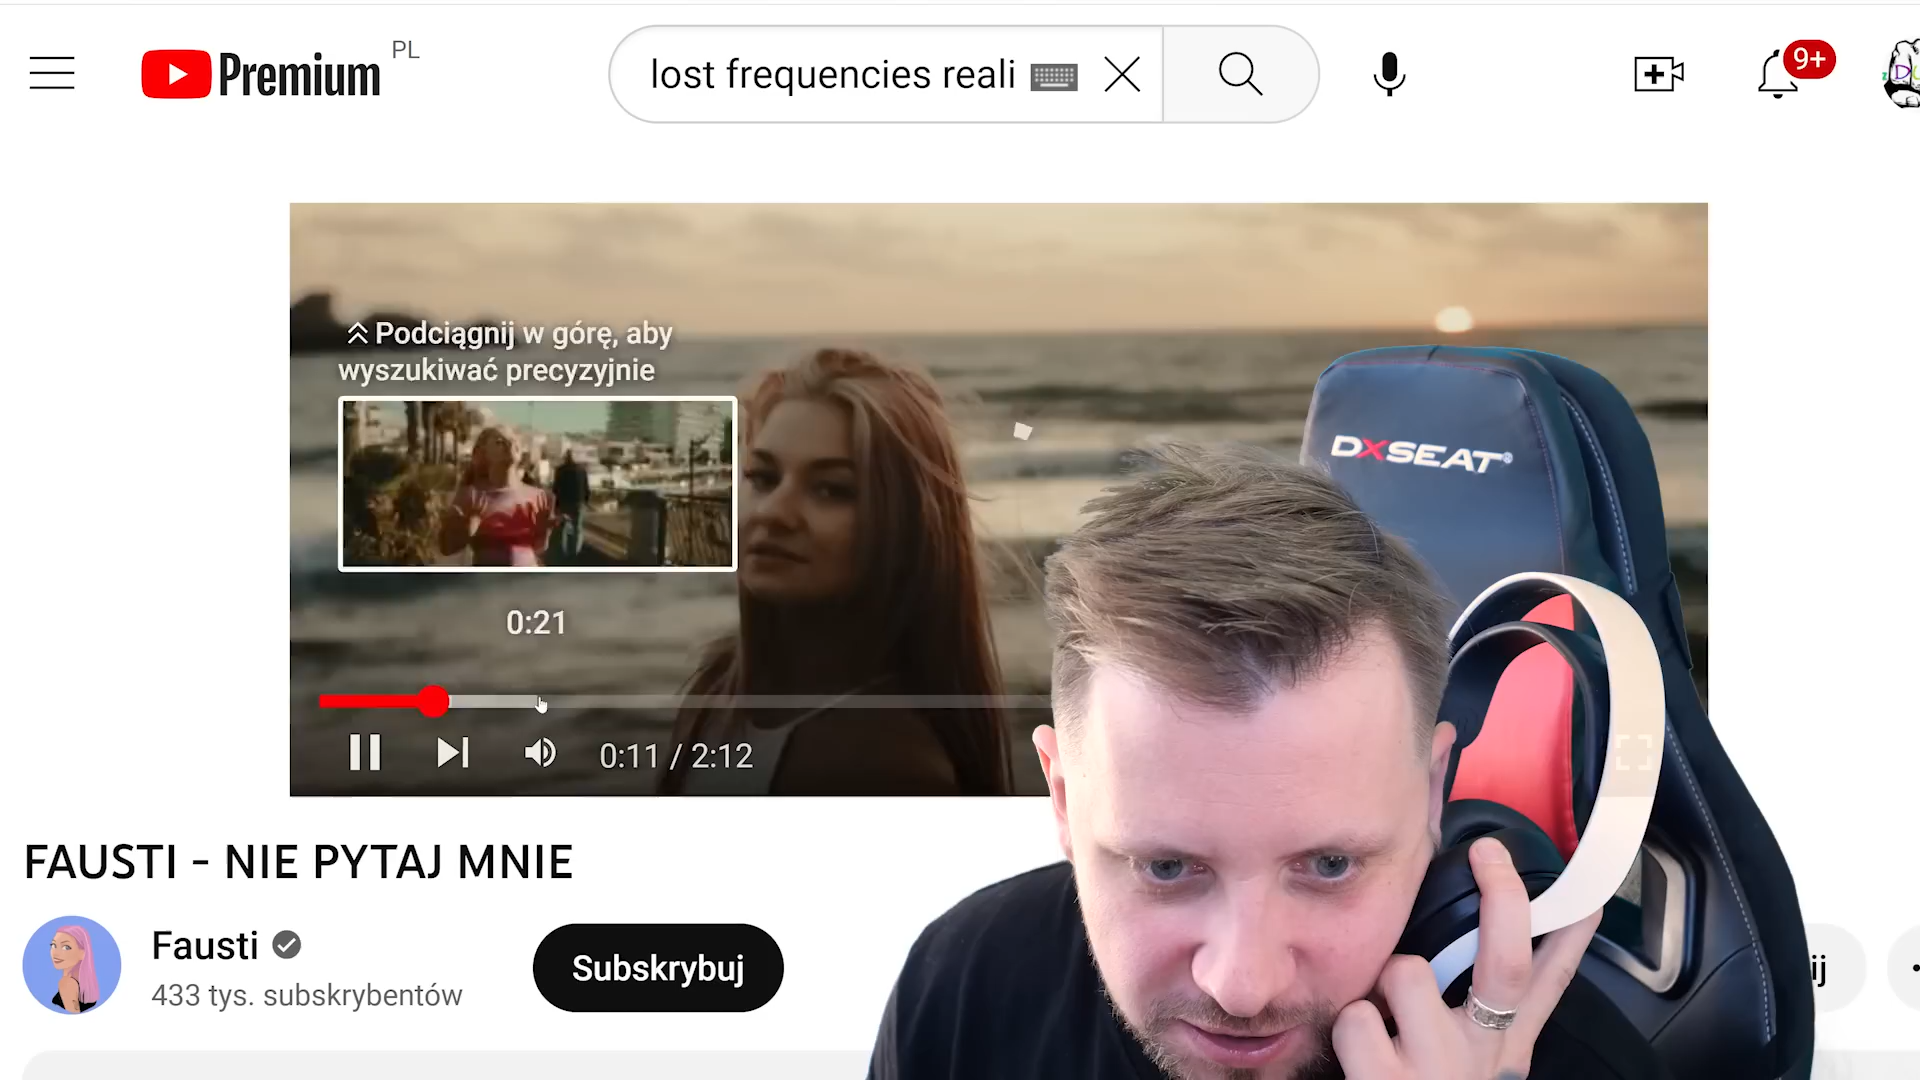 Premium PL
lost frequencies reali
9+
Podciągnij w górę, aby
wyszukiwać precyzyjnie
DXSEAT®
0:21
0:11 / 2:12
FAUSTI - NIE PYTAJ MNIE
Fausti
433 tys. subskrybentów
Subskrybuj
ij